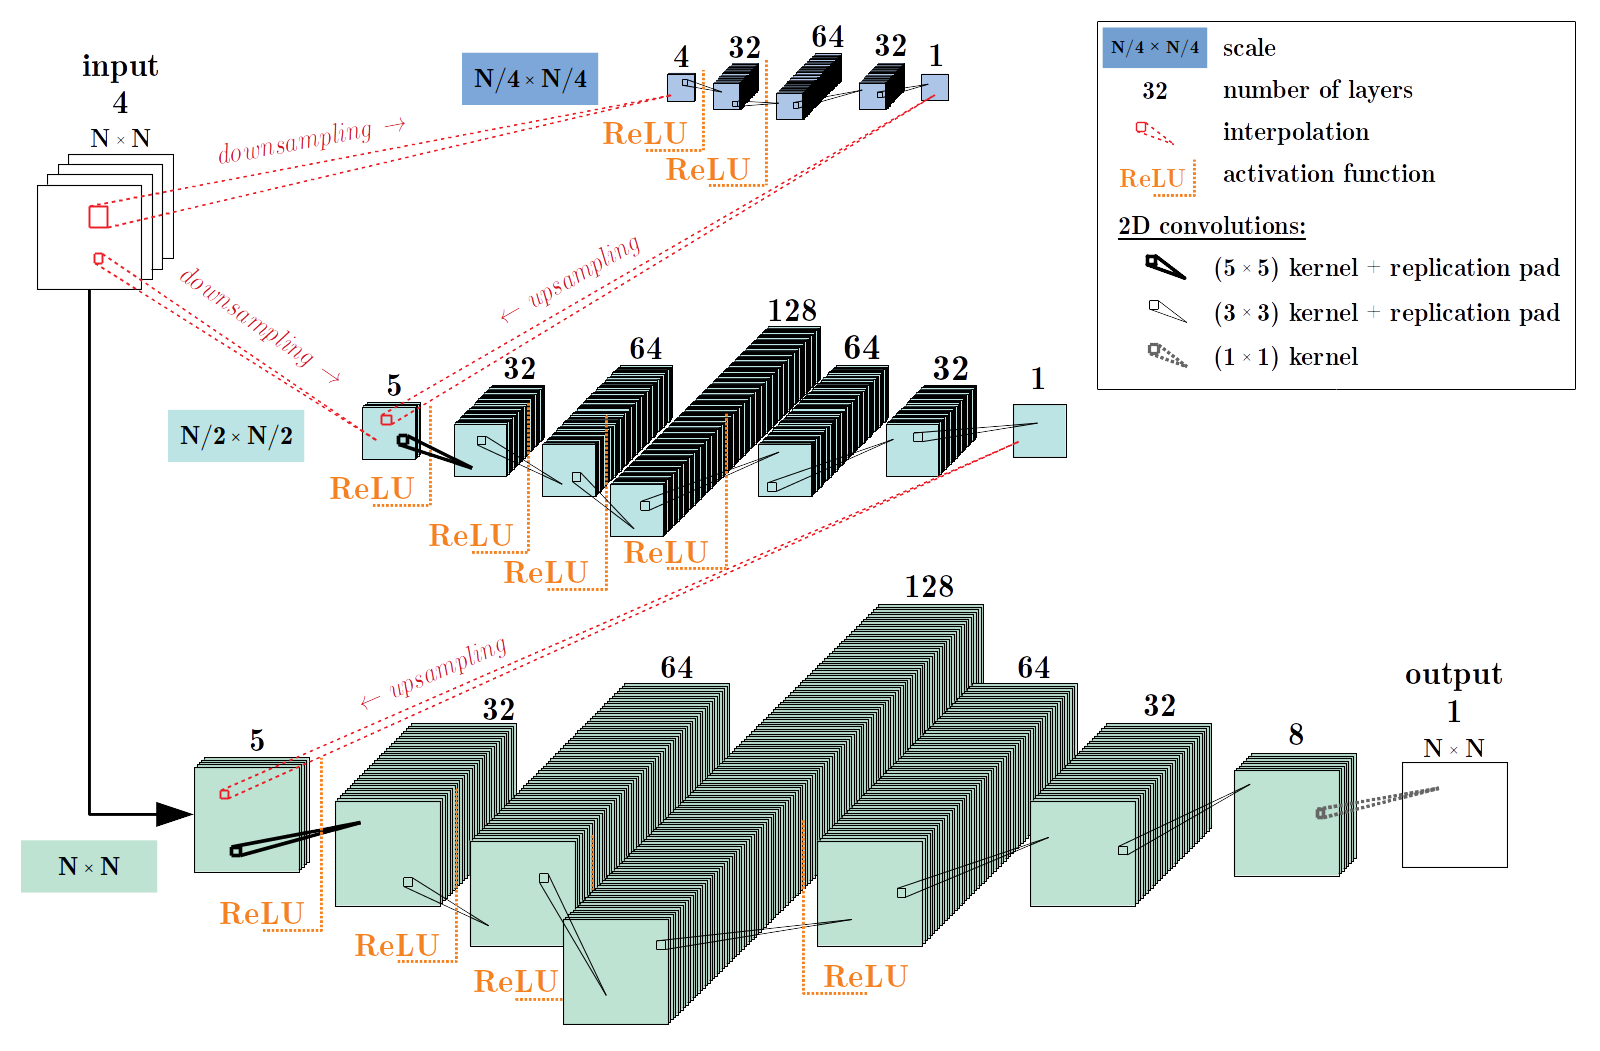 input
4
N × N
downsampling →
downsampling →
N/4 × N/4
4
32
64
32
1
ReLU
ReLU
← upsampling
N/4 × N/4 scale
32 number of layers
interpolation
ReLU activation function
2D convolutions:
(5 × 5) kernel + replication pad
(3 × 3) kernel + replication pad
(1 × 1) kernel
N/2 × N/2
5
32
64
128
64
32
1
ReLU
ReLU
ReLU
ReLU
← upsampling
N × N
5
32
64
128
64
32
8
output
1
N × N
ReLU
ReLU
ReLU
ReLU